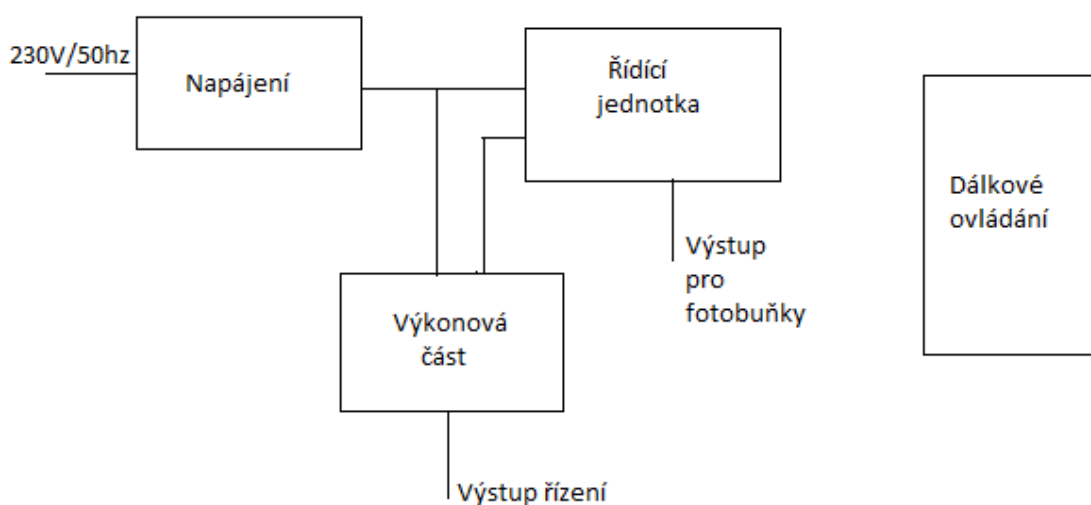 230V/50hz
Napájení
Řídící
jednotka
Dálkové
ovládání
Výstup
pro
fotobuňky
Výkonová
část
Výstup řízení